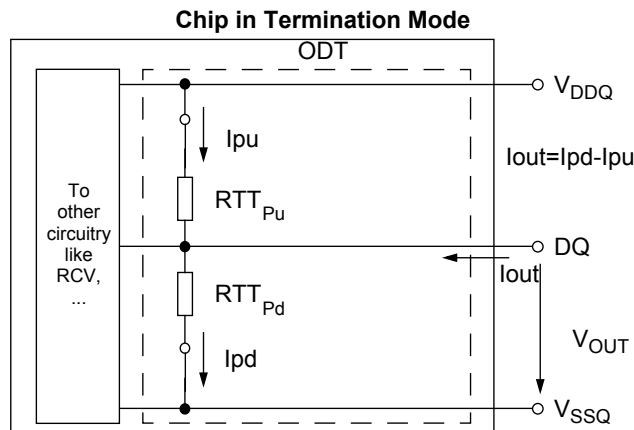 Chip in Termination Mode
ODT
V_DDQ
Ipu
Iout=Ipd-Ipu
To
other
circuitry
like
RCV,
...
RTT_Pu
DQ
Iout
RTT_Pd
V_OUT
Ipd
V_SSQ